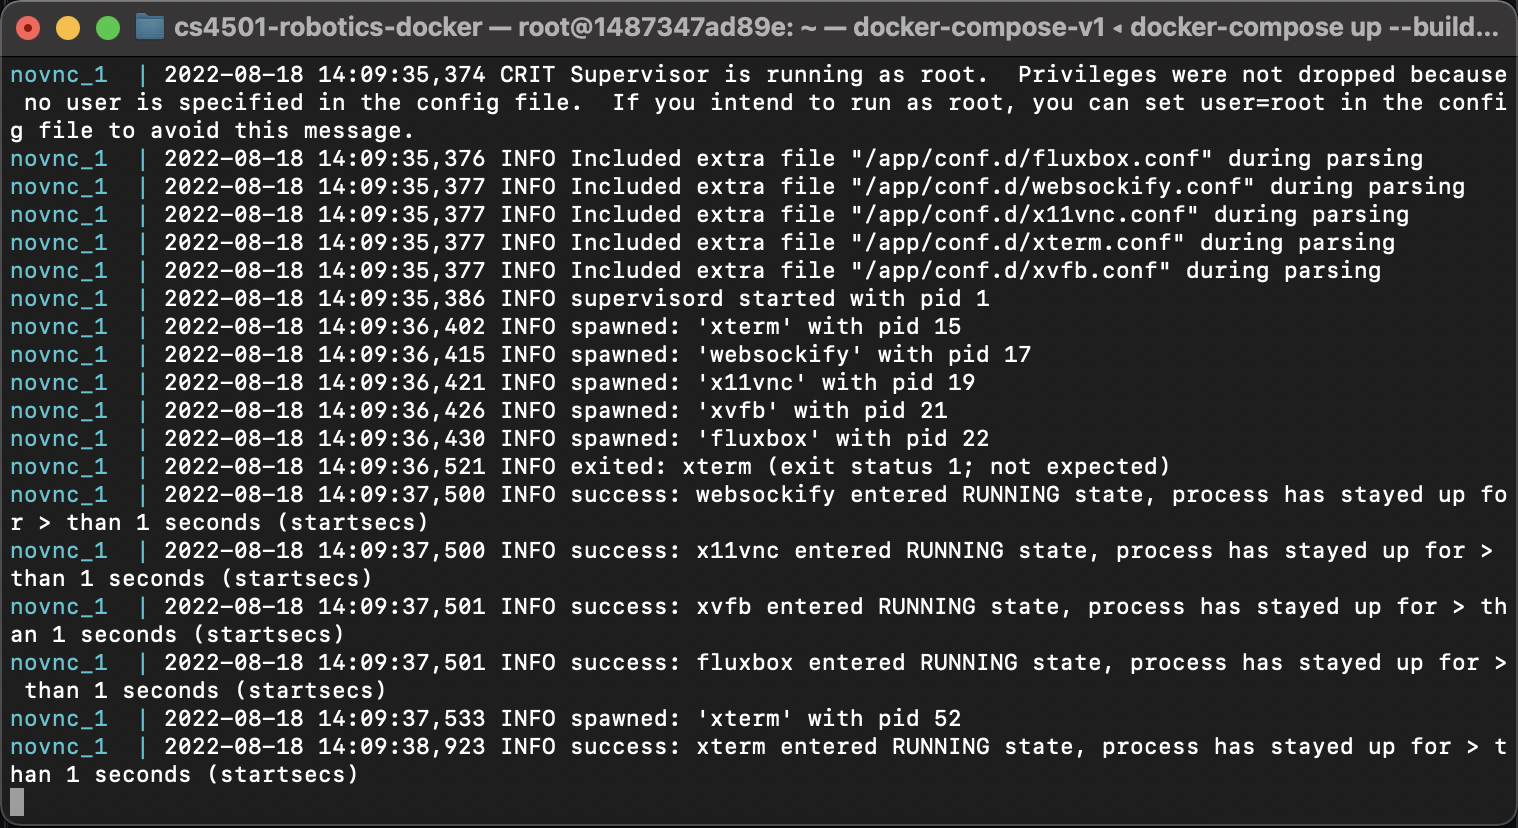 cs4501-robotics-docker — root@1487347ad89e: ~ — docker-compose-v1 ◂ docker-compose up --build...
novnc_1  | 2022-08-18 14:09:35,374 CRIT Supervisor is running as root.  Privileges were not dropped because
 no user is specified in the config file.  If you intend to run as root, you can set user=root in the confi
g file to avoid this message.
novnc_1  | 2022-08-18 14:09:35,376 INFO Included extra file "/app/conf.d/fluxbox.conf" during parsing
novnc_1  | 2022-08-18 14:09:35,377 INFO Included extra file "/app/conf.d/websockify.conf" during parsing
novnc_1  | 2022-08-18 14:09:35,377 INFO Included extra file "/app/conf.d/x11vnc.conf" during parsing
novnc_1  | 2022-08-18 14:09:35,377 INFO Included extra file "/app/conf.d/xterm.conf" during parsing
novnc_1  | 2022-08-18 14:09:35,377 INFO Included extra file "/app/conf.d/xvfb.conf" during parsing
novnc_1  | 2022-08-18 14:09:35,386 INFO supervisord started with pid 1
novnc_1  | 2022-08-18 14:09:36,402 INFO spawned: 'xterm' with pid 15
novnc_1  | 2022-08-18 14:09:36,415 INFO spawned: 'websockify' with pid 17
novnc_1  | 2022-08-18 14:09:36,421 INFO spawned: 'x11vnc' with pid 19
novnc_1  | 2022-08-18 14:09:36,426 INFO spawned: 'xvfb' with pid 21
novnc_1  | 2022-08-18 14:09:36,430 INFO spawned: 'fluxbox' with pid 22
novnc_1  | 2022-08-18 14:09:36,521 INFO exited: xterm (exit status 1; not expected)
novnc_1  | 2022-08-18 14:09:37,500 INFO success: websockify entered RUNNING state, process has stayed up fo
r > than 1 seconds (startsecs)
novnc_1  | 2022-08-18 14:09:37,500 INFO success: x11vnc entered RUNNING state, process has stayed up for >
than 1 seconds (startsecs)
novnc_1  | 2022-08-18 14:09:37,501 INFO success: xvfb entered RUNNING state, process has stayed up for > th
an 1 seconds (startsecs)
novnc_1  | 2022-08-18 14:09:37,501 INFO success: fluxbox entered RUNNING state, process has stayed up for >
 than 1 seconds (startsecs)
novnc_1  | 2022-08-18 14:09:37,533 INFO spawned: 'xterm' with pid 52
novnc_1  | 2022-08-18 14:09:38,923 INFO success: xterm entered RUNNING state, process has stayed up for > t
han 1 seconds (startsecs)